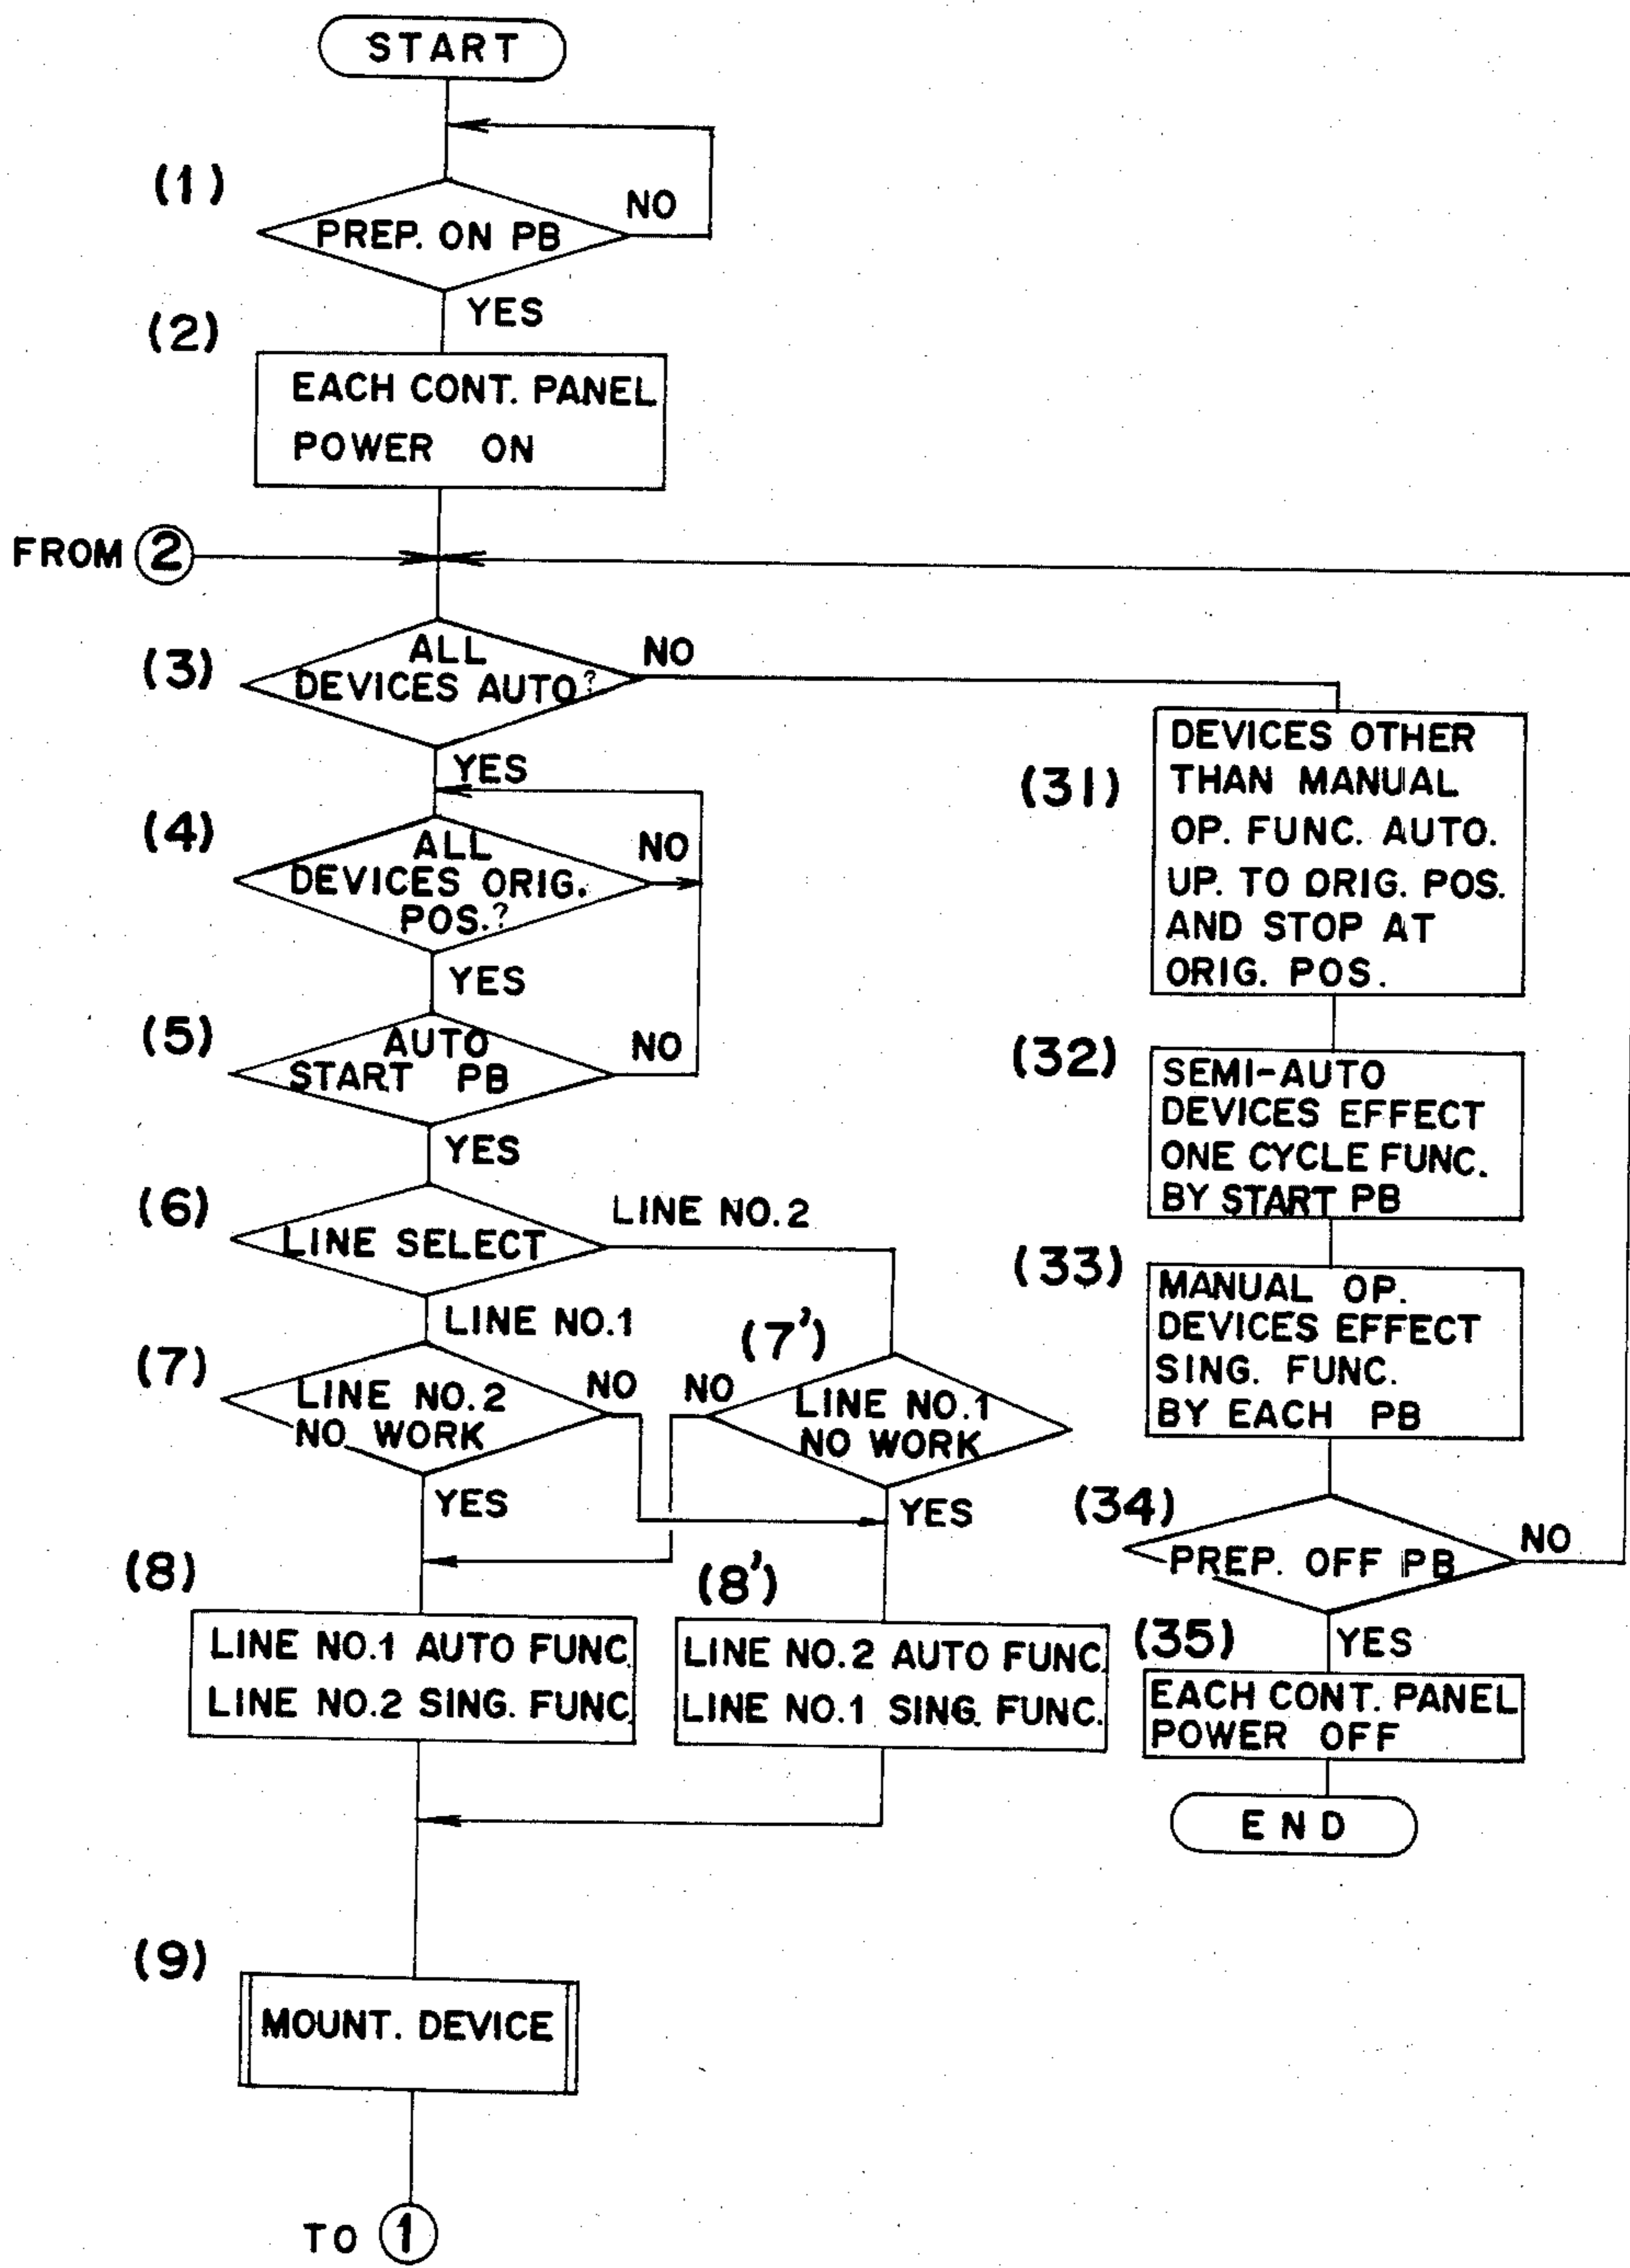 START
(1)
PREP. ON PB
NO
YES
(2)
EACH CONT. PANEL
POWER ON
FROM 2
(3)
ALL
DEVICES AUTO?
NO
YES
(4)
ALL
DEVICES ORIG.
POS.?
NO
YES
(5)
AUTO
START PB
NO
YES
(6)
LINE SELECT
LINE NO.2
LINE NO.1
(7)
LINE NO.2
NO WORK
NO
YES
(7')
NO
LINE NO.1
NO WORK
YES
(8)
LINE NO.1 AUTO FUNC.
LINE NO.2 SING. FUNC.
(8')
LINE NO.2 AUTO FUNC.
LINE NO.1 SING. FUNC.
(9)
MOUNT. DEVICE
TO 1
(31)
DEVICES OTHER
THAN MANUAL
OP. FUNC. AUTO.
UP. TO ORIG. POS.
AND STOP AT
ORIG. POS.
(32)
SEMI-AUTO
DEVICES EFFECT
ONE CYCLE FUNC.
BY START PB
(33)
MANUAL OP.
DEVICES EFFECT
SING. FUNC.
BY EACH PB
(34)
PREP. OFF PB
NO
YES
(35)
EACH CONT. PANEL
POWER OFF
END